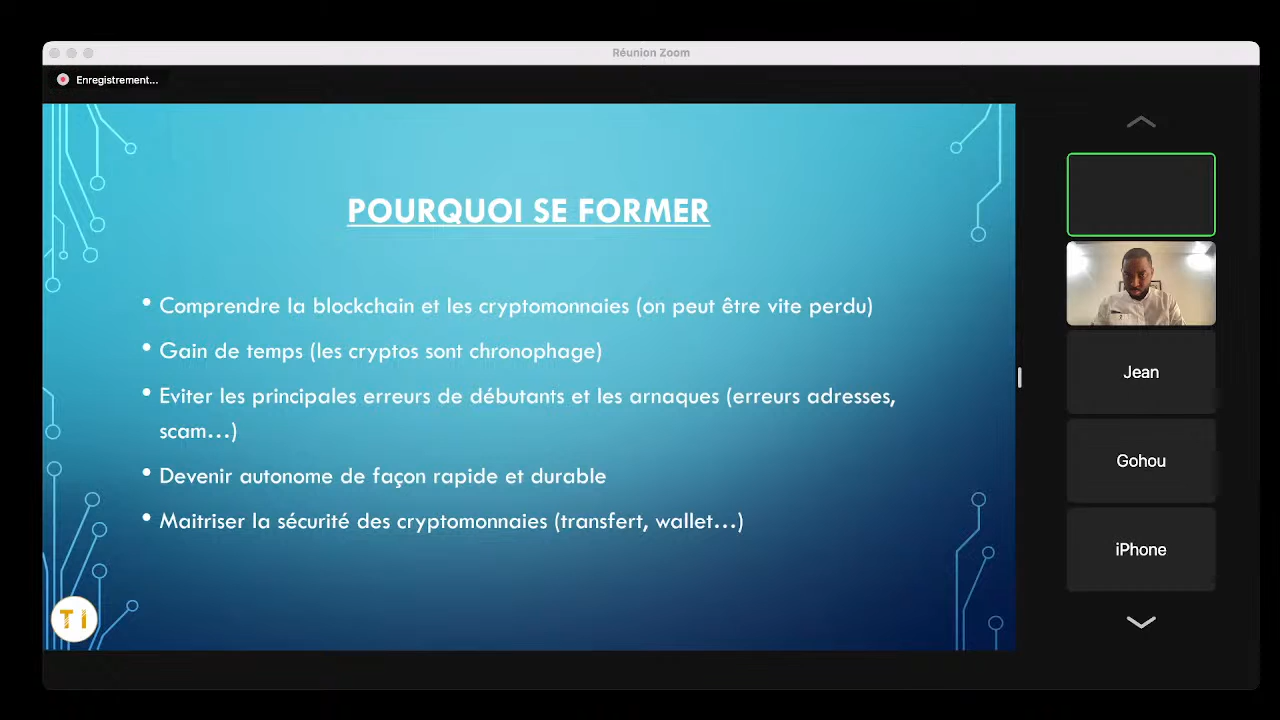 Réunion Zoom
Enregistrement...
POURQUOI SE FORMER
• Comprendre la blockchain et les cryptomonnaies (on peut être vite perdu)
• Gain de temps (les cryptos sont chronophage)
• Eviter les principales erreurs de débutants et les arnaques (erreurs adresses,
scam...)
• Devenir autonome de façon rapide et durable
• Maitriser la sécurité des cryptomonnaies (transfert, wallet...)
TI
Jean
Gohou
iPhone